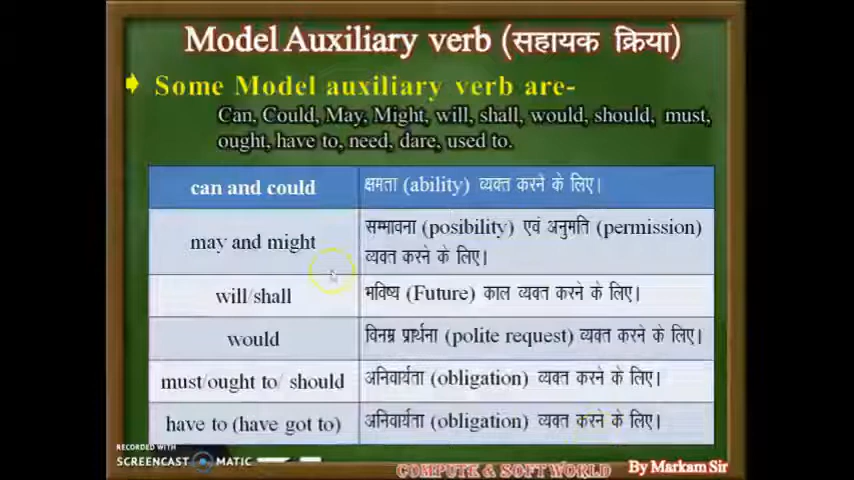 Model Auxiliary verb (सहायक क्रिया)
Some Model auxiliary verb are-
Can, Could, May, Might, will, shall, would, should, must,
ought, have to, need, dare, used to.
can and could
क्षमता (ability) व्यक्त करने के लिए।
may and might
सम्भावना (posibility) एवं अनुमति (permission)
व्यक्त करने के लिए।
will/shall
भविष्य (Future) काल व्यक्त करने के लिए।
would
विनम्र प्रार्थना (polite request) व्यक्त करने के लिए।
must/ought to/ should
अनिवार्यता (obligation) व्यक्त करने के लिए।
have to (have got to)
अनिवार्यता (obligation) व्यक्त करने के लिए।
RECORDED WITH
SCREENCAST MATIC
COMPUTE & SOFT WORLD
By Markam Sir